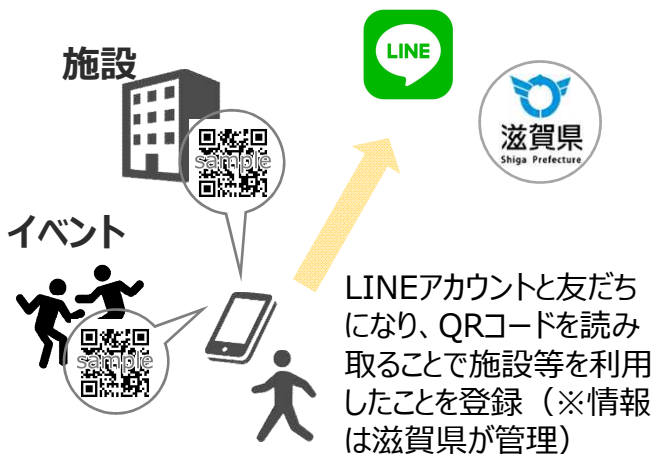 施設
LINE
滋賀県
Shiga Prefecture
sample
イベント
sample
LINEアカウントと友だち
になり、QRコードを読み
取ることで施設等を利用
したことを登録（※情報
は滋賀県が管理）